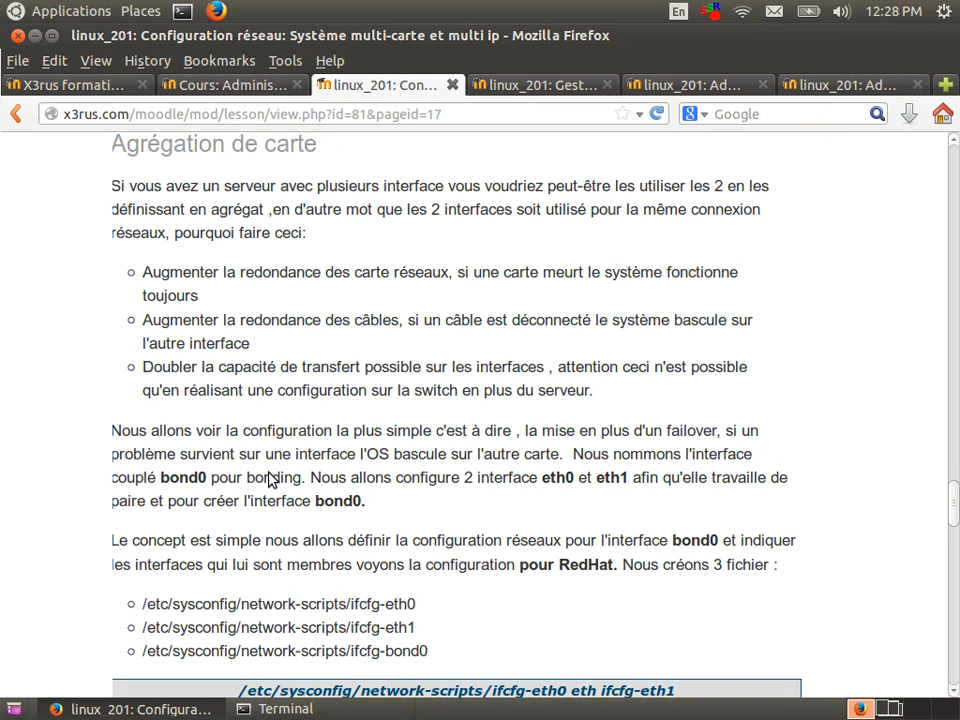 Applications Places En 12:28 PM
linux_201: Configuration réseau: Système multi-carte et multi ip - Mozilla Firefox
File Edit View History Bookmarks Tools Help
X3rus formati... Cours: Adminis... linux_201: Con... linux_201: Gest... linux_201: Ad... linux_201: Ad...
x3rus.com/moodle/mod/lesson/view.php?id=81&pageid=17 Google
Agrégation de carte
Si vous avez un serveur avec plusieurs interface vous voudriez peut-être les utiliser les 2 en les
définissant en agrégat ,en d'autre mot que les 2 interfaces soit utilisé pour la même connexion
réseaux, pourquoi faire ceci:
Augmenter la redondance des carte réseaux, si une carte meurt le système fonctionne
toujours
Augmenter la redondance des câbles, si un câble est déconnecté le système bascule sur
l'autre interface
Doubler la capacité de transfert possible sur les interfaces , attention ceci n'est possible
qu'en réalisant une configuration sur la switch en plus du serveur.
Nous allons voir la configuration la plus simple c'est à dire , la mise en plus d'un failover, si un
problème survient sur une interface l'OS bascule sur l'autre carte. Nous nommons l'interface
couplé bond0 pour bonding. Nous allons configure 2 interface eth0 et eth1 afin qu'elle travaille de
paire et pour créer l'interface bond0.
Le concept est simple nous allons définir la configuration réseaux pour l'interface bond0 et indiquer
les interfaces qui lui sont membres voyons la configuration pour RedHat. Nous créons 3 fichier :
/etc/sysconfig/network-scripts/ifcfg-eth0
/etc/sysconfig/network-scripts/ifcfg-eth1
/etc/sysconfig/network-scripts/ifcfg-bond0
/etc/sysconfig/network-scripts/ifcfg-eth0 eth ifcfg-eth1
linux_201: Configura... Terminal